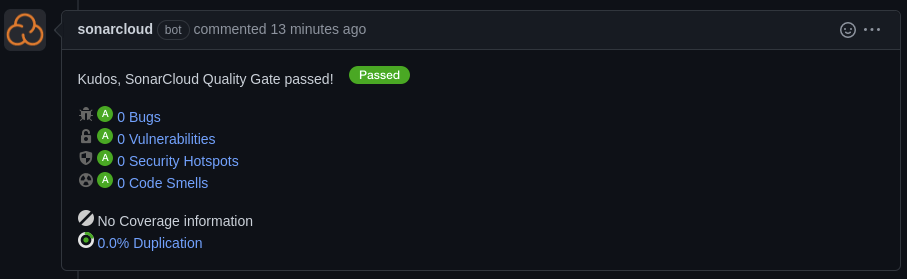 sonarcloud bot commented 13 minutes ago
Kudos, SonarCloud Quality Gate passed! Passed
A 0 Bugs
A 0 Vulnerabilities
A 0 Security Hotspots
A 0 Code Smells
No Coverage information
0.0% Duplication